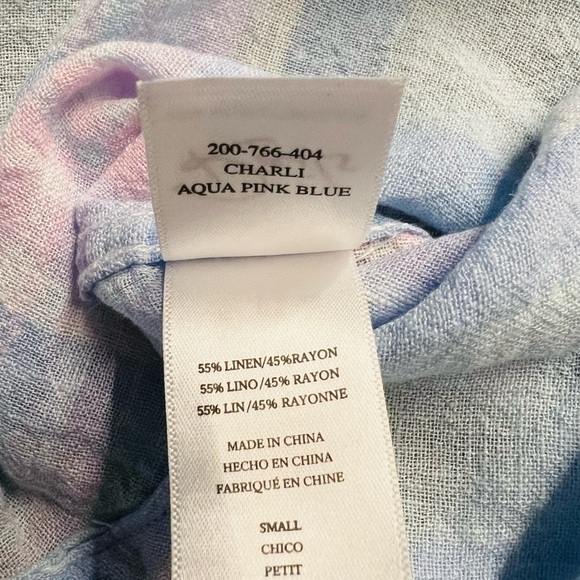 200-766-404
CHARLI
AQUA PINK BLUE
55% LINEN/45%RAYON
55% LINO/45% RAYON
55% LIN/45% RAYONNE
MADE IN CHINA
HECHO EN CHINA
FABRIQUÉ EN CHINE
SMALL
CHICO
PETIT